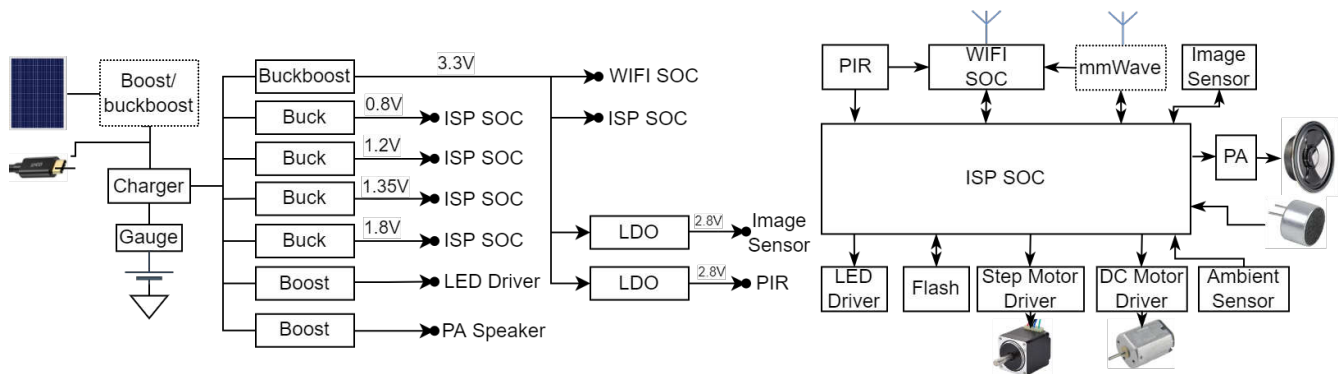 Boost/
buckboost
Charger
Gauge
Buckboost
3.3V
WIFI SOC
ISP SOC
Buck
0.8V
ISP SOC
Buck
1.2V
ISP SOC
Buck
1.35V
ISP SOC
Buck
1.8V
ISP SOC
Boost
LED Driver
Boost
PA Speaker
LDO
2.8V
Image
Sensor
LDO
2.8V
PIR
PIR
WIFI
SOC
mmWave
Image
Sensor
ISP SOC
PA
LED
Driver
Flash
Step Motor
Driver
DC Motor
Driver
Ambient
Sensor